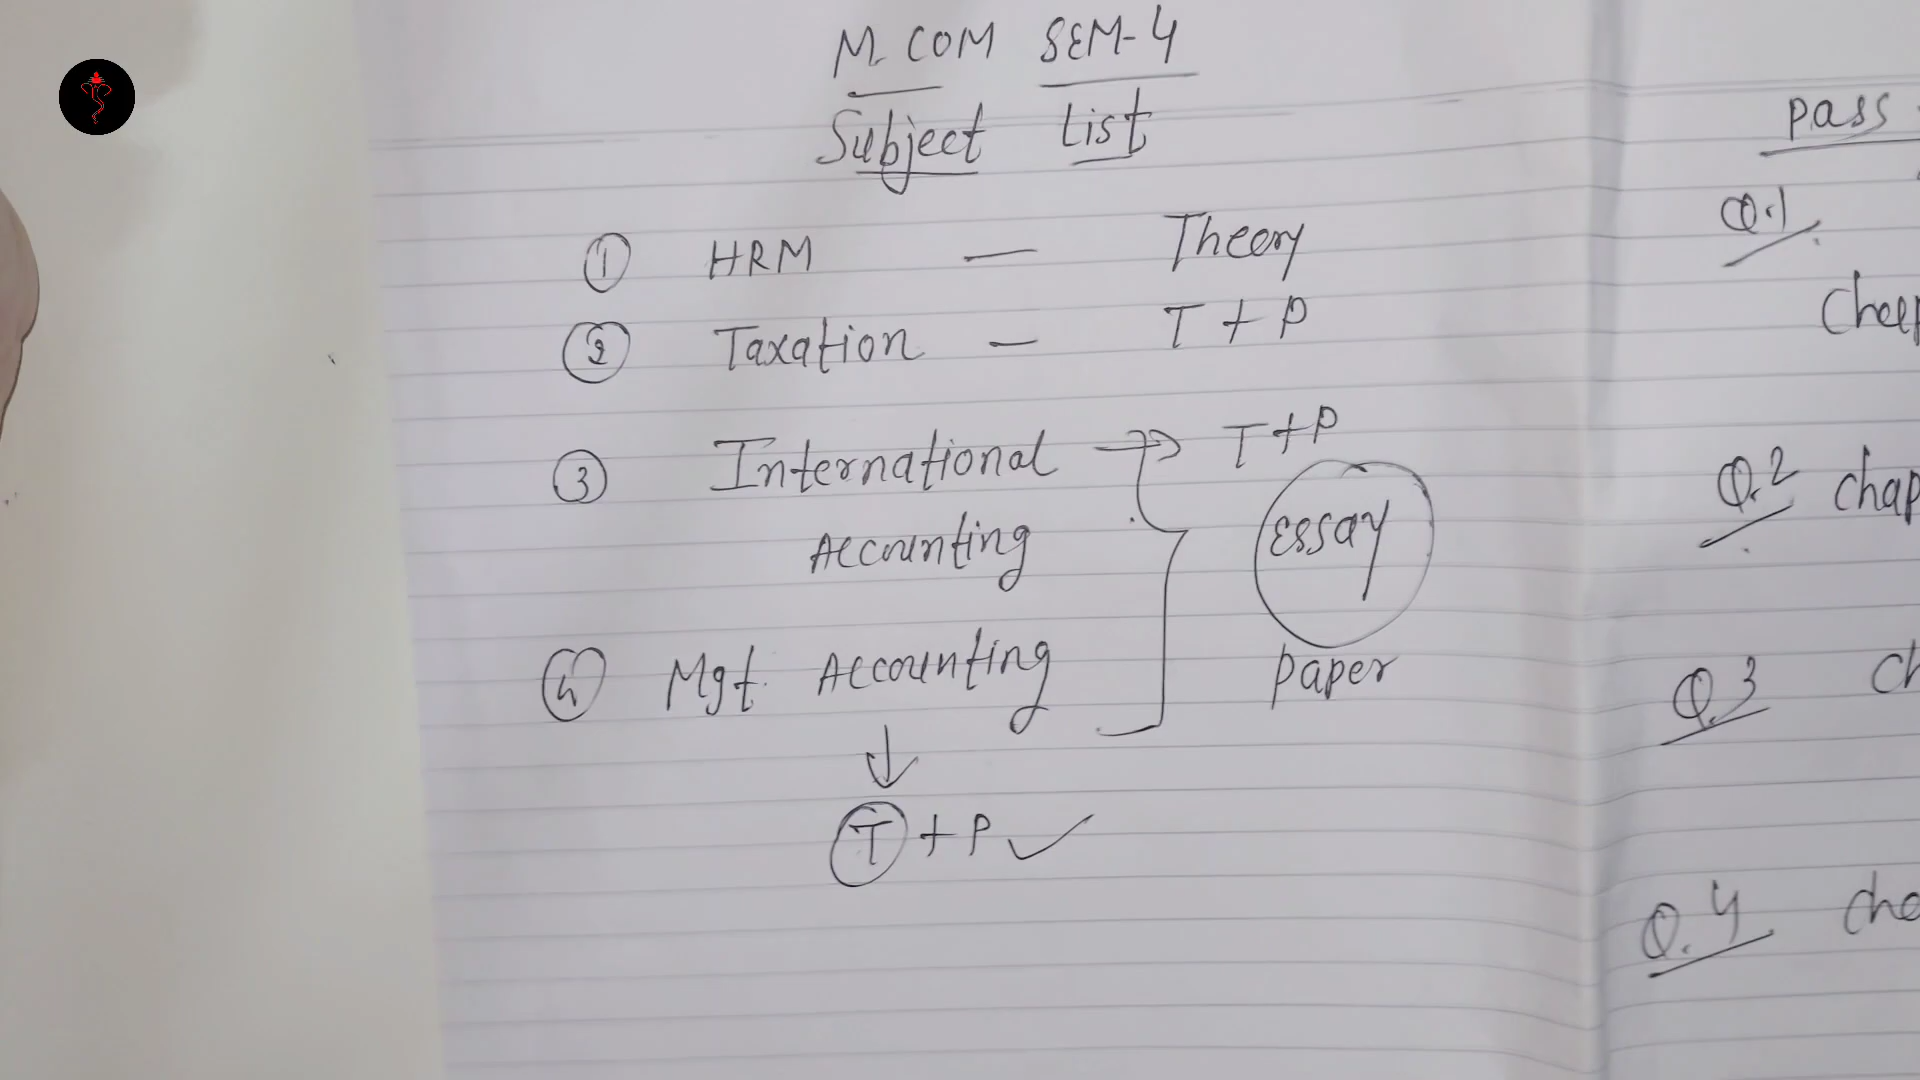 M.COM SEM-4
Subject List
① HRM — Theory
② Taxation — T + P
③ International Accounting → T+P
④ Mgt. Accounting
↓
T + P ✓
Essay
paper
pass
Q.1
Q.2 chap
Q.3
Q.4